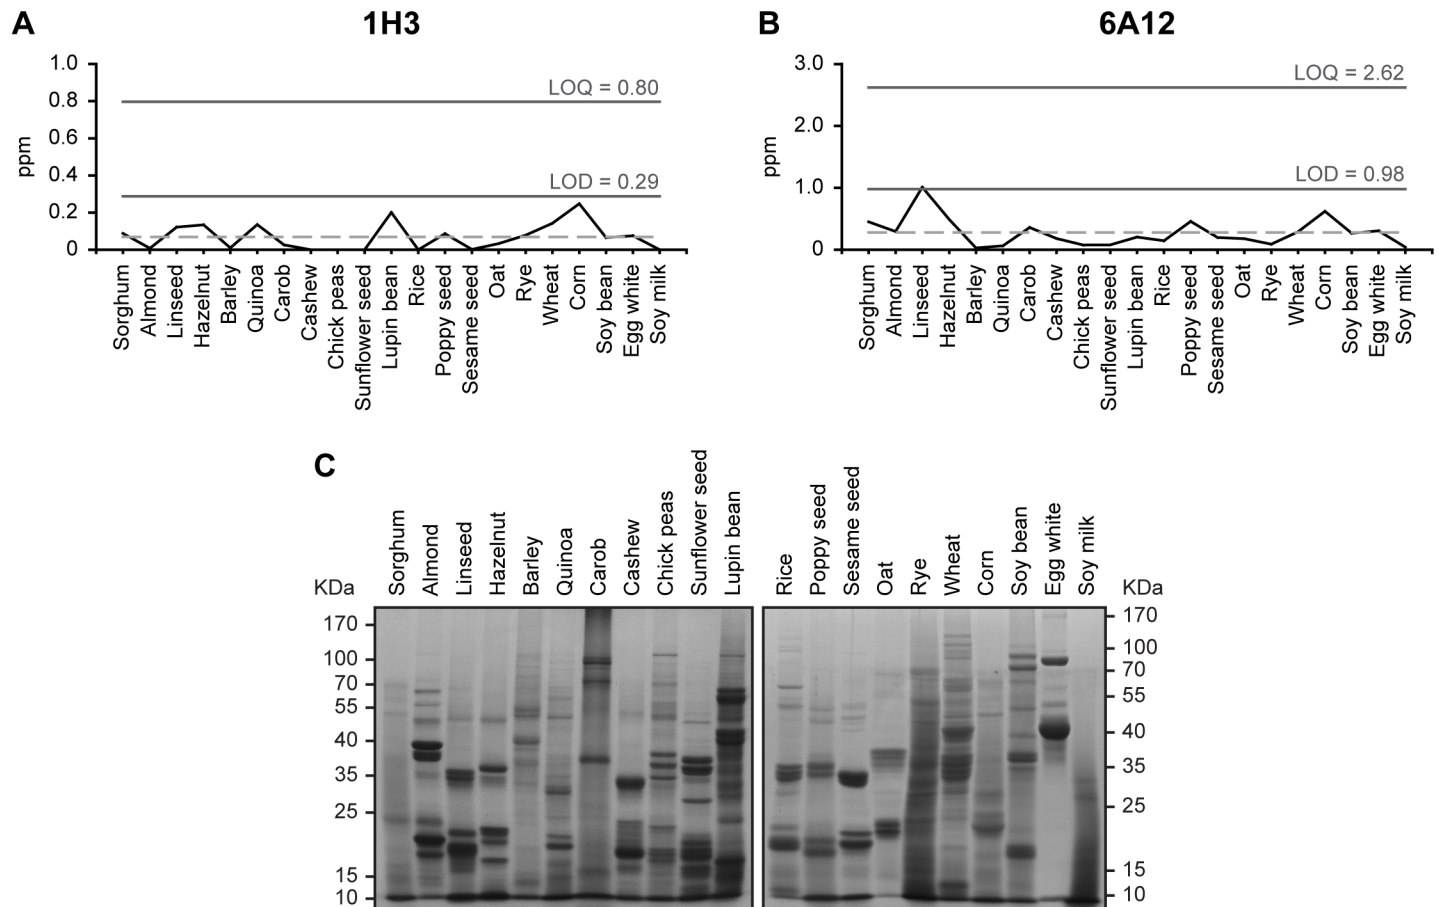 A
1H3
1.0
0.8
0.6
0.4
0.2
0
ppm
LOQ = 0.80
LOD = 0.29
Sorghum
Almond
Linseed
Hazelnut
Barley
Quinoa
Carob
Cashew
Chick peas
Sunflower seed
Lupin bean
Rice
Poppy seed
Sesame seed
Oat
Rye
Wheat
Corn
Soy bean
Egg white
Soy milk
B
6A12
3.0
2.0
1.0
0
ppm
LOQ = 2.62
LOD = 0.98
Sorghum
Almond
Linseed
Hazelnut
Barley
Quinoa
Carob
Cashew
Chick peas
Sunflower seed
Lupin bean
Rice
Poppy seed
Sesame seed
Oat
Rye
Wheat
Corn
Soy bean
Egg white
Soy milk
C
KDa
Sorghum
Almond
Linseed
Hazelnut
Barley
Quinoa
Carob
Cashew
Chick peas
Sunflower seed
Lupin bean
Rice
Poppy seed
Sesame seed
Oat
Rye
Wheat
Corn
Soy bean
Egg white
Soy milk
KDa
170
100
70
55
40
35
25
15
10
170
100
70
55
40
35
25
15
10